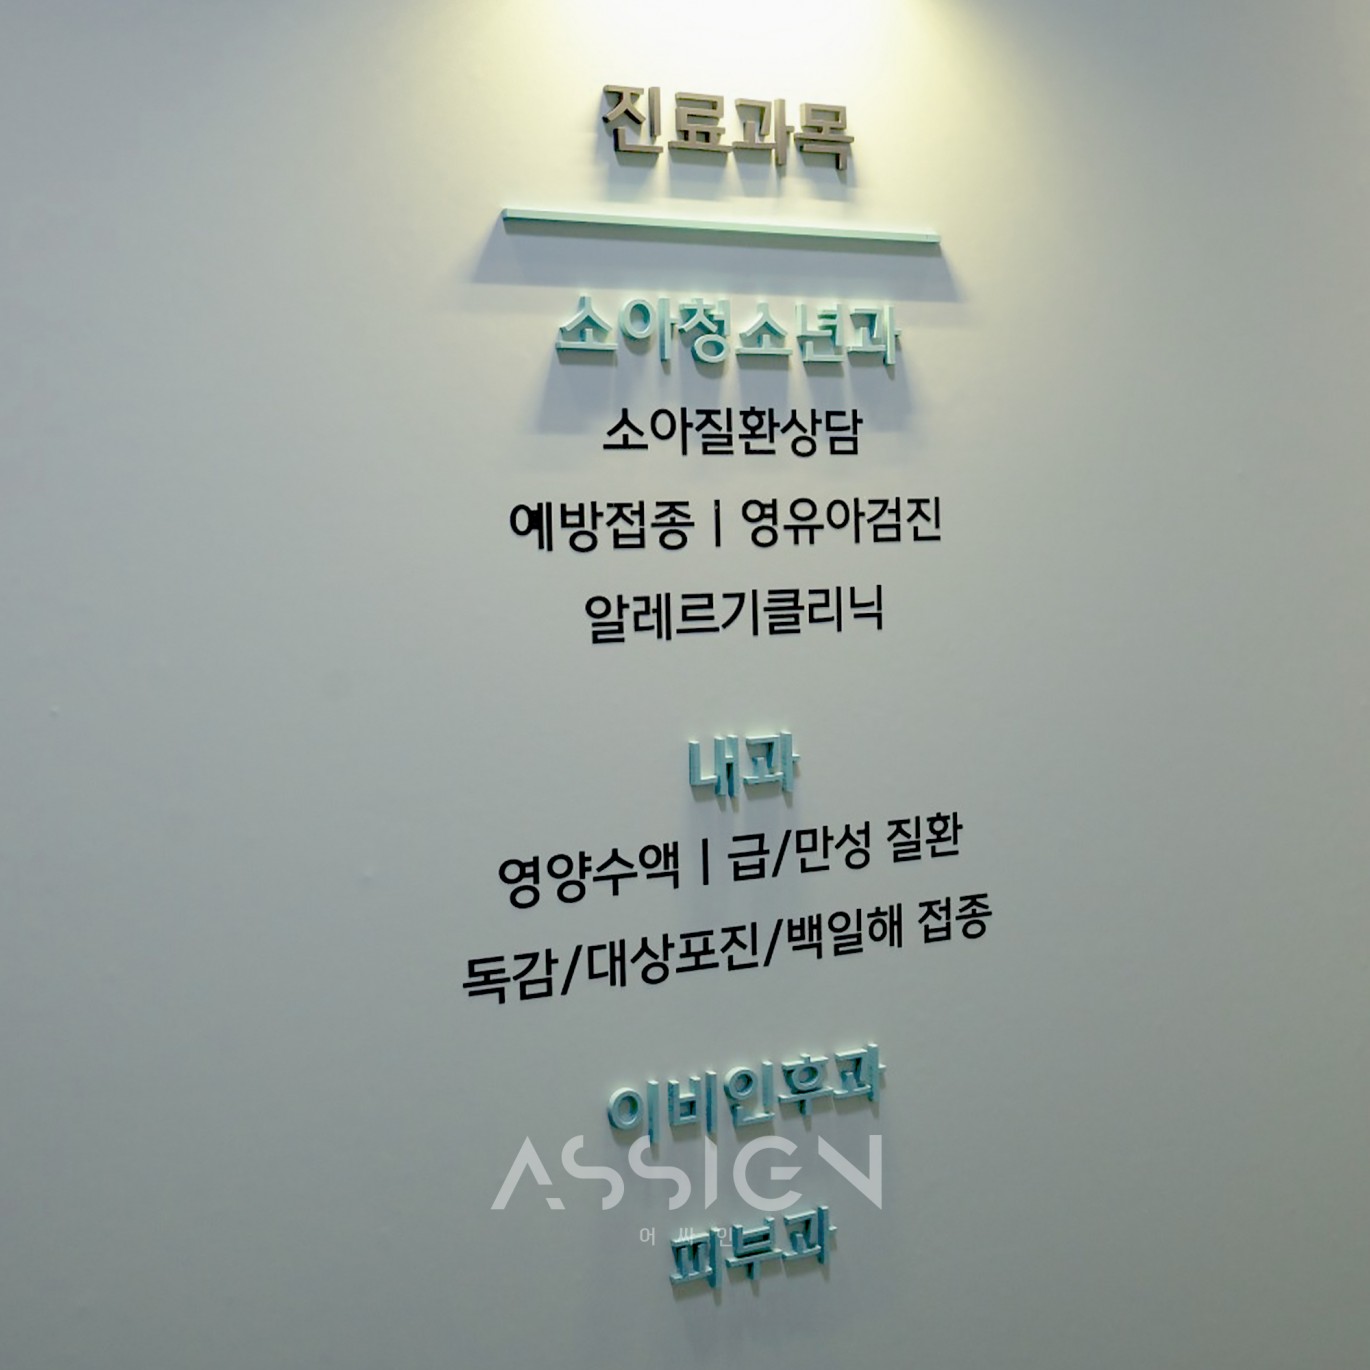 진료과목
소아청소년과
소아질환상담
예방접종 | 영유아검진
알레르기클리닉
내과
영양수액 | 급/만성 질환
독감/대상포진/백일해 접종
이비인후과
ASSIGN
어싸인
피부과